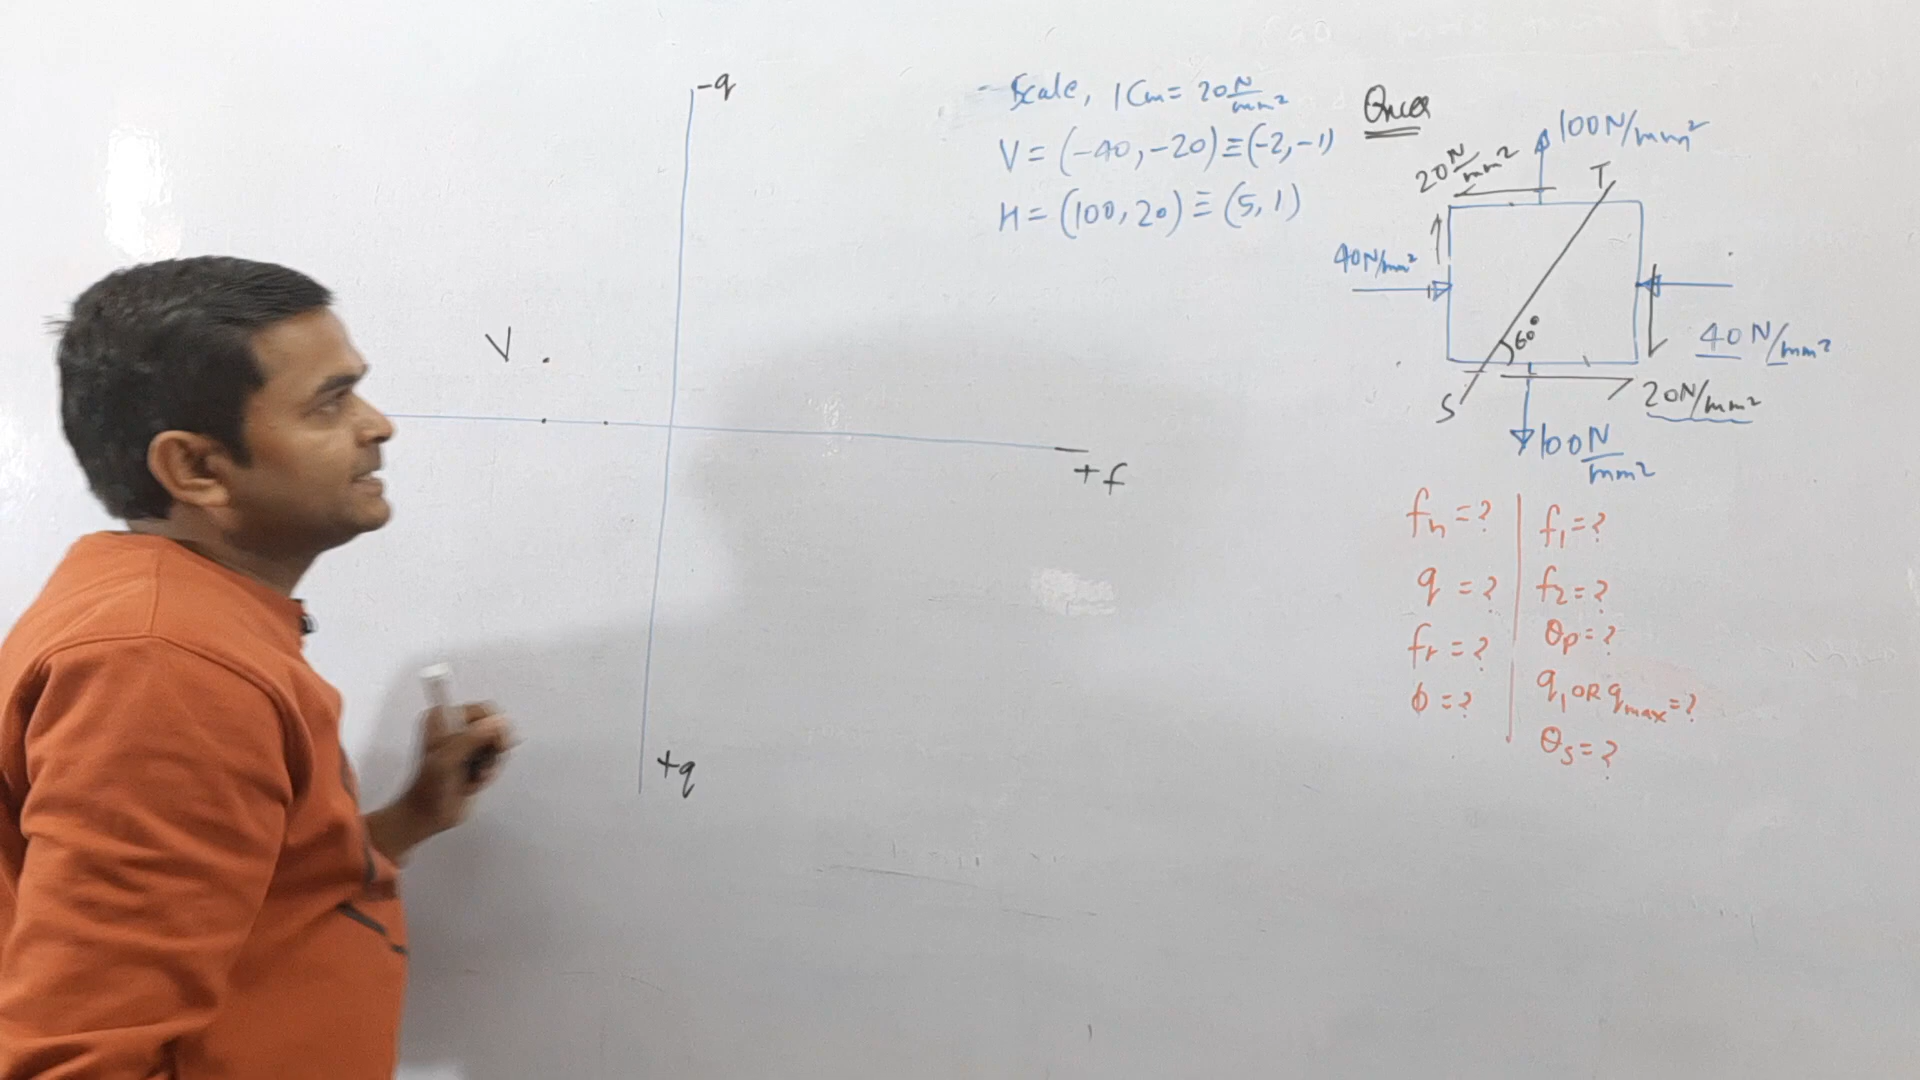 -q
Scale, 1Cm = 20 N/mm²
V = (-40, -20) ≡ (-2, -1)
H = (100, 20) ≡ (5, 1)
Ques
100N/mm²
20 N/mm²
T
40N/mm²
60°
40 N/mm²
S
20N/mm²
100 N/mm²
V
+f
+q
fn = ?
q = ?
fr = ?
φ = ?
f1 = ?
f2 = ?
θp = ?
q1 OR qmax = ?
θs = ?